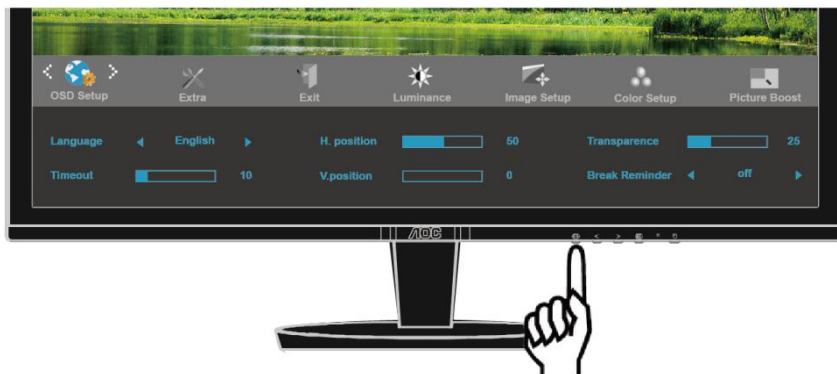 OSD Setup Extra Exit Luminance Image Setup Color Setup Picture Boost
Language English H. position 50 Transparence 25
Timeout 10 V.position 0 Break Reminder off
AOC